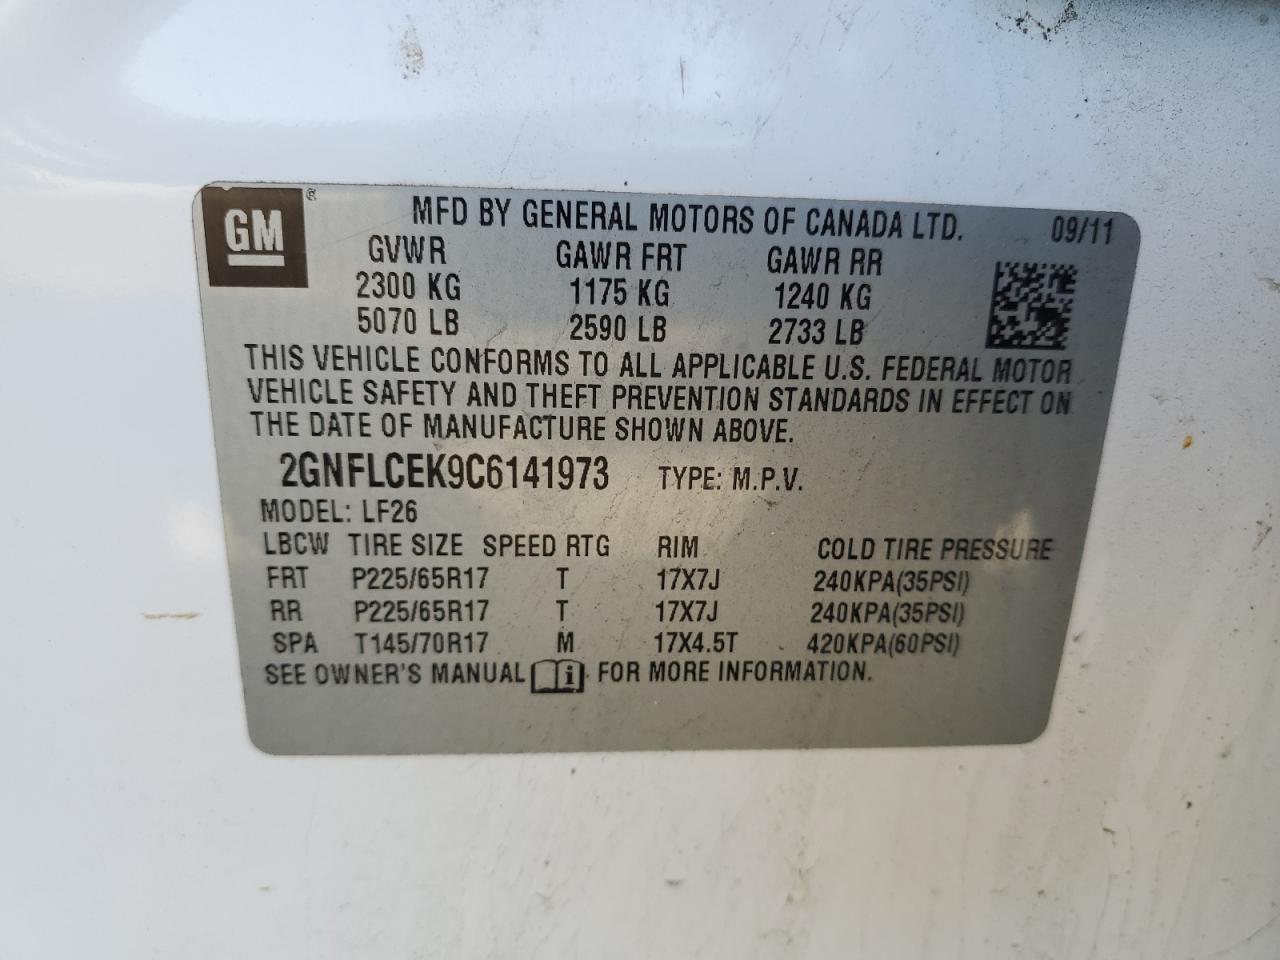 GM ® MFD BY GENERAL MOTORS OF CANADA LTD. 09/11
GVWR GAWR FRT GAWR RR
2300 KG 1175 KG 1240 KG
5070 LB 2590 LB 2733 LB
THIS VEHICLE CONFORMS TO ALL APPLICABLE U.S. FEDERAL MOTOR
VEHICLE SAFETY AND THEFT PREVENTION STANDARDS IN EFFECT ON
THE DATE OF MANUFACTURE SHOWN ABOVE.
2GNFLCEK9C6141973 TYPE: M.P.V.
MODEL: LF26
LBCW TIRE SIZE SPEED RTG RIM COLD TIRE PRESSURE
FRT P225/65R17 T 17X7J 240KPA(35PSI)
RR P225/65R17 T 17X7J 240KPA(35PSI)
SPA T145/70R17 M 17X4.5T 420KPA(60PSI)
SEE OWNER'S MANUAL i FOR MORE INFORMATION.